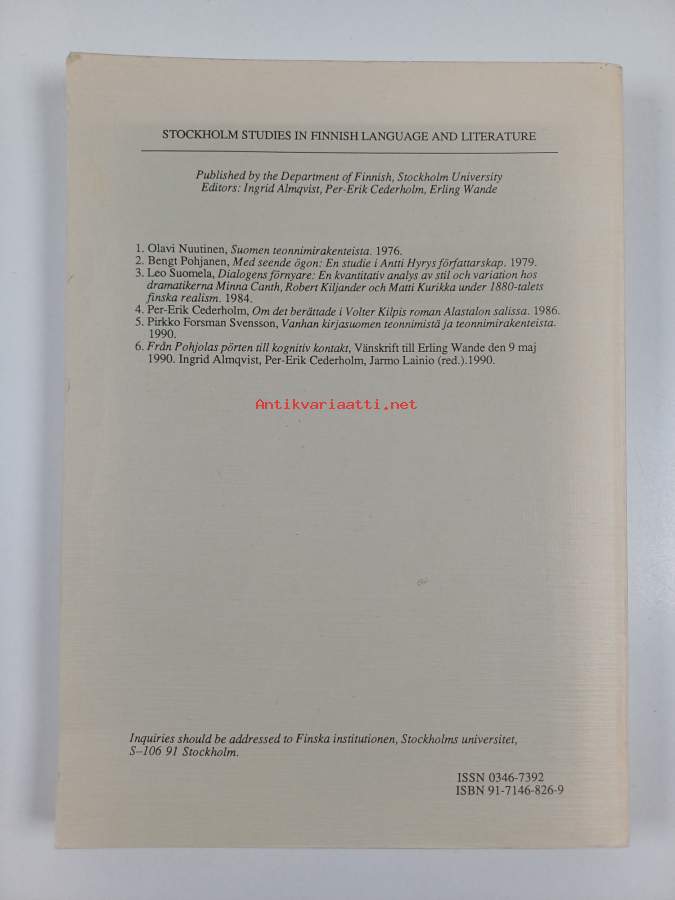 STOCKHOLM STUDIES IN FINNISH LANGUAGE AND LITERATURE
Published by the Department of Finnish, Stockholm University
Editors: Ingrid Almqvist, Per-Erik Cederholm, Erling Wande
1. Olavi Nuutinen, Suomen teonnimirakenteista. 1976.
2. Bengt Pohjanen, Med seende ögon: En studie i Antti Hyrys författarskap. 1979.
3. Leo Suomela, Dialogens förnyare: En kvantitativ analys av stil och variation hos
dramatikerna Minna Canth, Robert Kiljander och Matti Kurikka under 1880-talets
finska realism. 1984.
4. Per-Erik Cederholm, Om det berättade i Volter Kilpis roman Alastalon salissa. 1986.
5. Pirkko Forsman Svensson, Vanhan kirjasuomen teonnimistä ja teonnimirakenteista.
1990.
6. Från Pohjolas pörten till kognitiv kontakt, Vänskrift till Erling Wande den 9 maj
1990. Ingrid Almqvist, Per-Erik Cederholm, Jarmo Lainio (red.).1990.
Antikvariaatti.net
Inquiries should be addressed to Finska institutionen, Stockholms universitet,
S–106 91 Stockholm.
ISSN 0346-7392
ISBN 91-7146-826-9